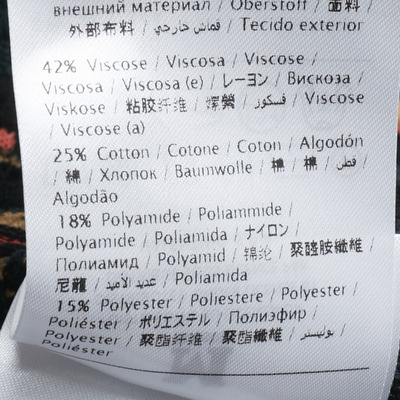 внешний материал / Oberstoff / 面料 /
外部布料 / قماش خارجي / Tecido exterior
42% Viscose / Viscosa / Viscose /
Viscosa / Viscosa (e) / レーヨン / Вискоза /
Viskose / 粘胶纤维 / 嫘縈 / فسكوز / Viscose
/ Viscose (a)
25% Cotton / Cotone / Coton / Algodón
/ 綿 / Хлопок / Baumwolle / 棉 / 棉 / قطن /
Algodão
18% Polyamide / Poliammide /
Polyamide / Poliamida / ナイロン /
Полиамид / Polyamid / 锦纶 / 聚醯胺纖維 /
尼龍 / عديد الأميد / Poliamida
15% Polyester / Poliestere / Polyester /
Poliéster / ポリエステル / Полиэфир /
Polyester / 聚酯纤维 / 聚酯纖維 / بوليستر /
Poliéster